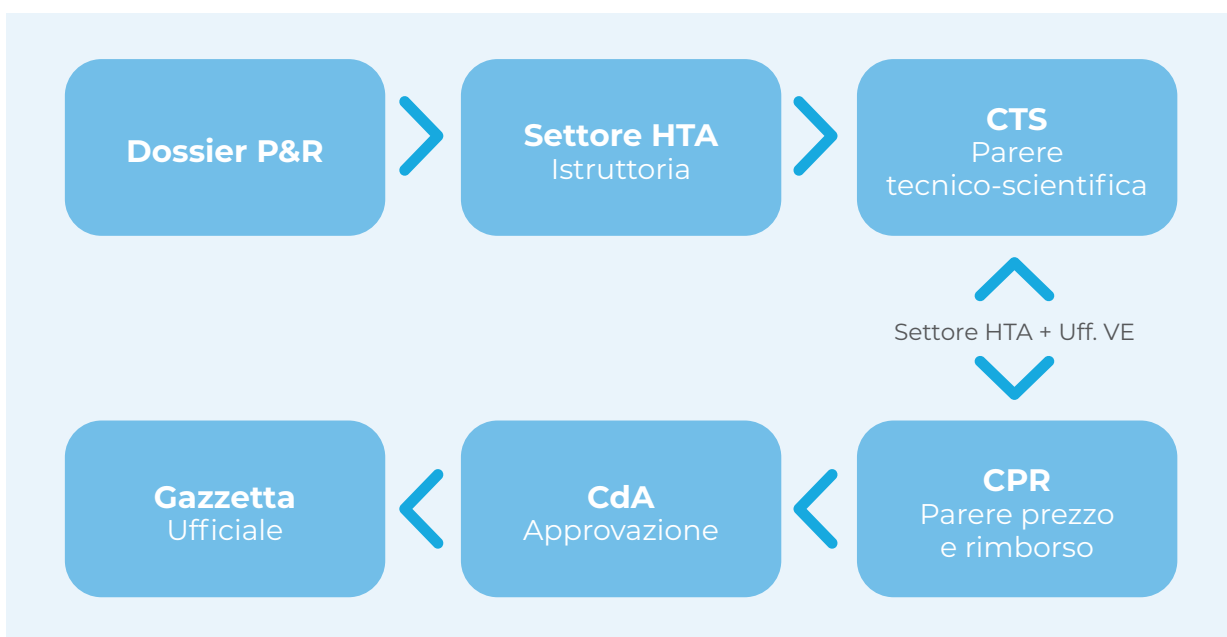 Dossier P&R
Settore HTA
Istruttoria
CTS
Parere
tecnico-scientifica
Settore HTA + Uff. VE
CPR
Parere prezzo
e rimborso
CdA
Approvazione
Gazzetta
Ufficiale